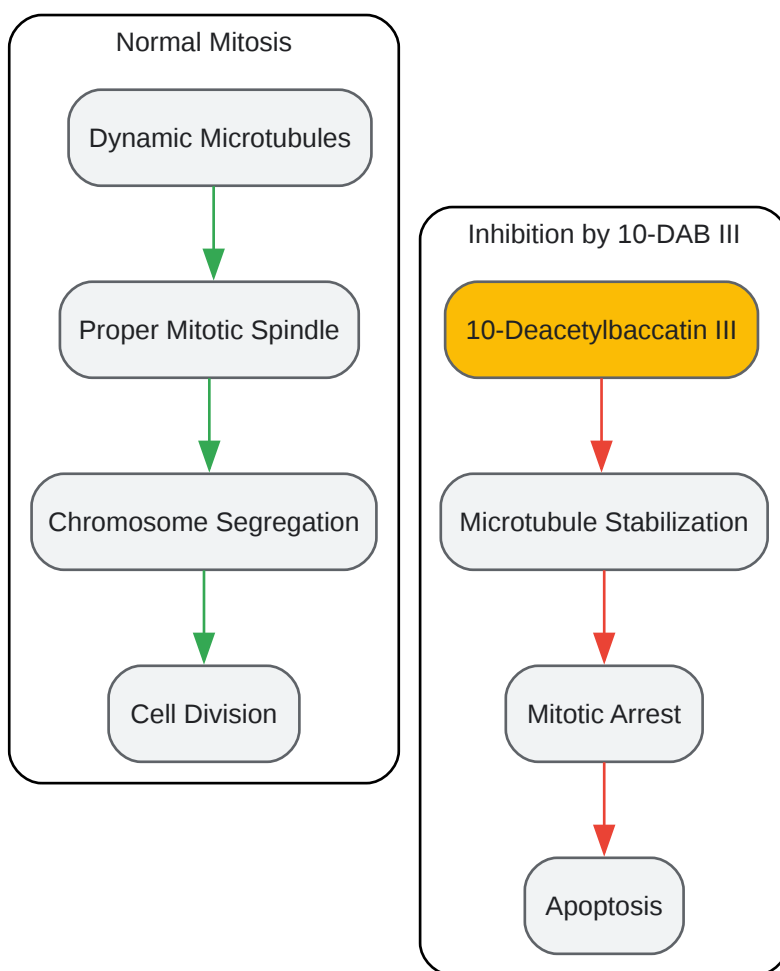 Normal Mitosis
Dynamic Microtubules
Proper Mitotic Spindle
Chromosome Segregation
Cell Division
Inhibition by 10-DAB III
10-Deacetylbaccatin III
Microtubule Stabilization
Mitotic Arrest
Apoptosis